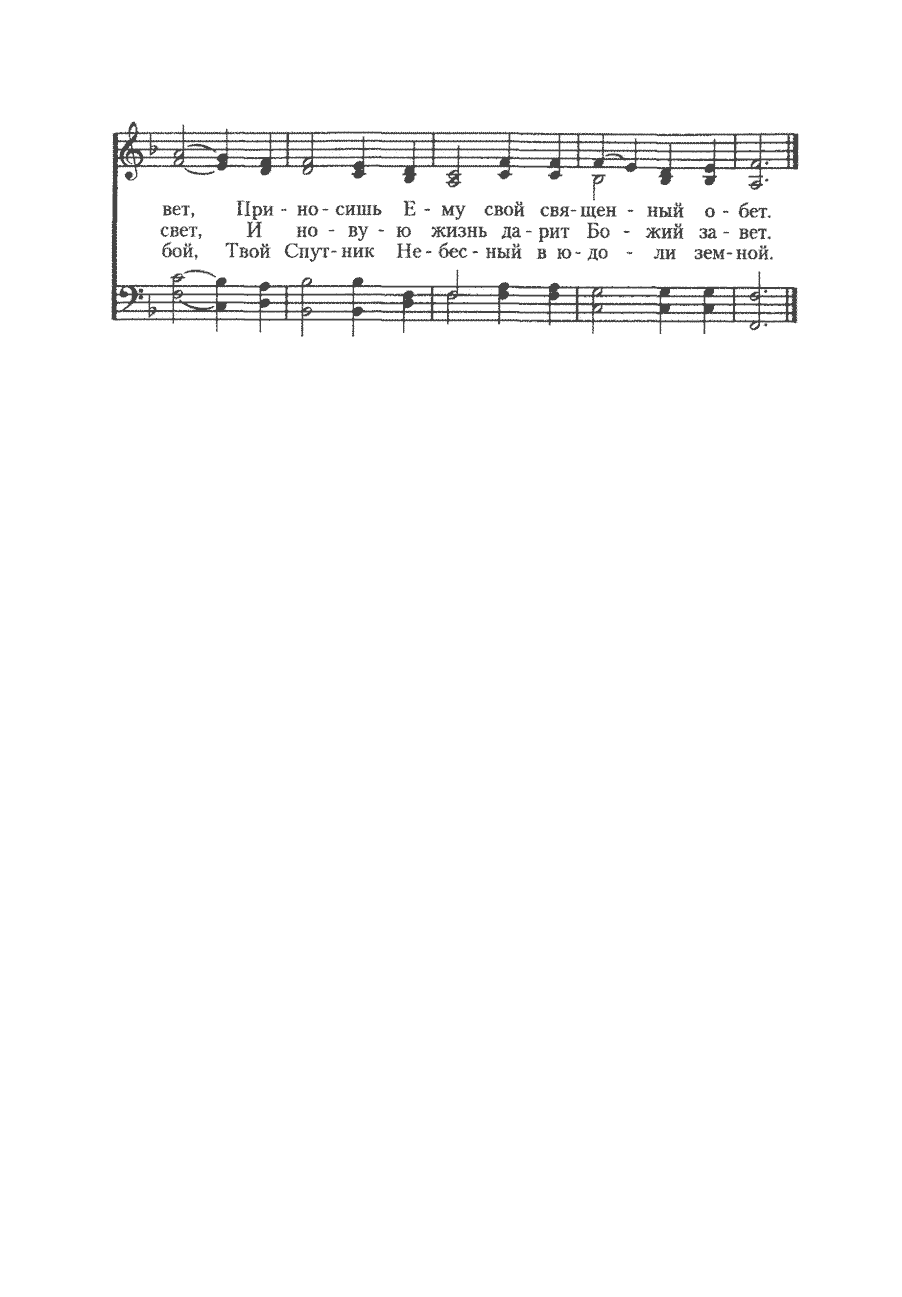 вет, При - но - сишь Е - му свой свя - щен - ный о - бет.
свет, И но - ву - ю жизнь да - рит Бо - жий за - вет.
бой, Твой Спут - ник Не - бес - ный в ю - до - ли зем - ной.